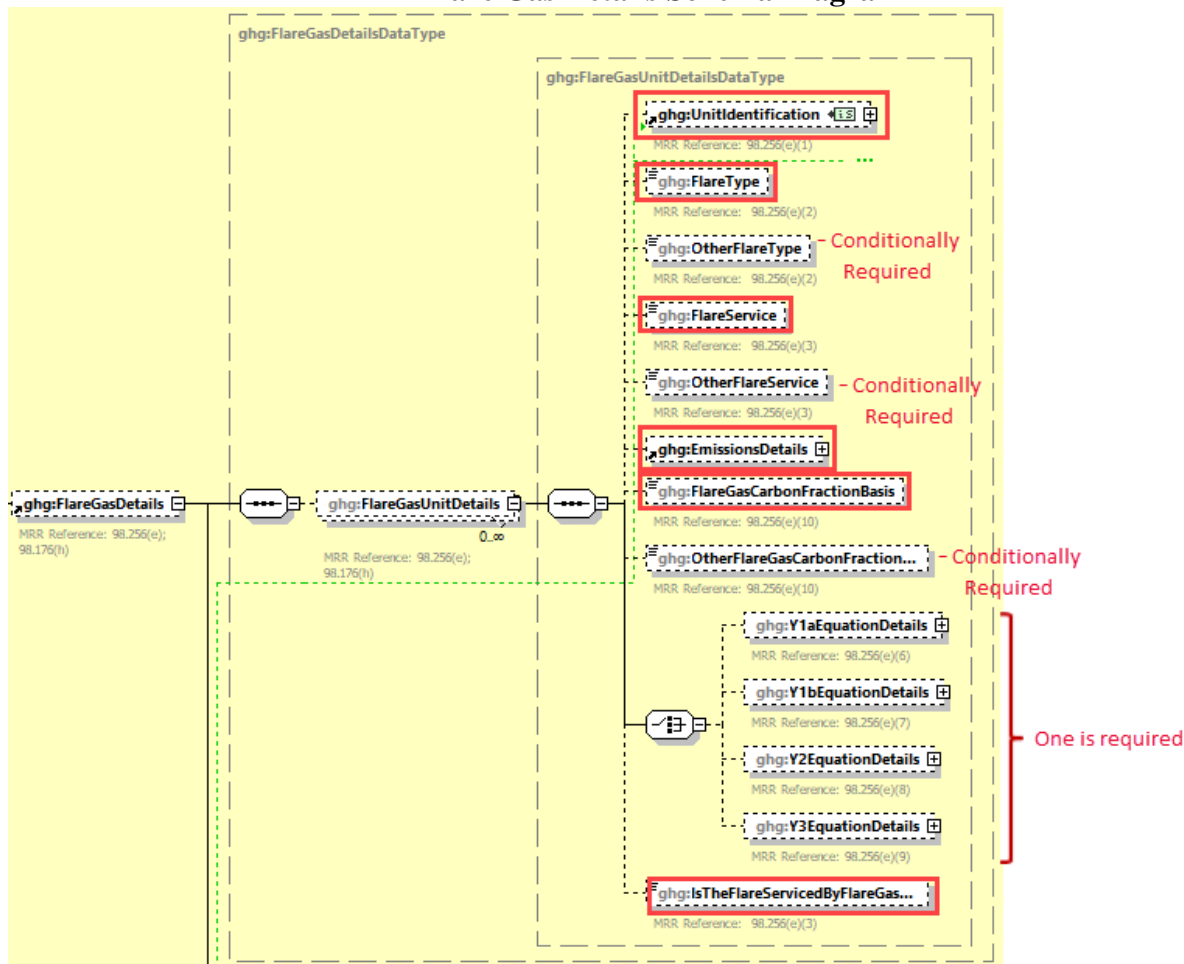 ghg:FlareGasDetailsDataType
ghg:FlareGasUnitDetailsDataType
ghg:UnitIdentification
MRR Reference: 98.256(e)(1)
ghg:FlareType
MRR Reference: 98.256(e)(2)
ghg:OtherFlareType
- Conditionally
Required
MRR Reference: 98.256(e)(2)
ghg:FlareService
MRR Reference: 98.256(e)(3)
ghg:OtherFlareService
- Conditionally
Required
MRR Reference: 98.256(e)(3)
ghg:EmissionsDetails
ghg:FlareGasDetails
MRR Reference: 98.256(e);
98.176(h)
ghg:FlareGasUnitDetails
0..∞
MRR Reference: 98.256(e);
98.176(h)
ghg:FlareGasCarbonFractionBasis
MRR Reference: 98.256(e)(10)
ghg:OtherFlareGasCarbonFraction...
- Conditionally
Required
MRR Reference: 98.256(e)(10)
ghg:Y1aEquationDetails
MRR Reference: 98.256(e)(6)
ghg:Y1bEquationDetails
MRR Reference: 98.256(e)(7)
One is required
ghg:Y2EquationDetails
MRR Reference: 98.256(e)(8)
ghg:Y3EquationDetails
MRR Reference: 98.256(e)(9)
ghg:IsTheFlareServicedByFlareGas...
MRR Reference: 98.256(e)(3)